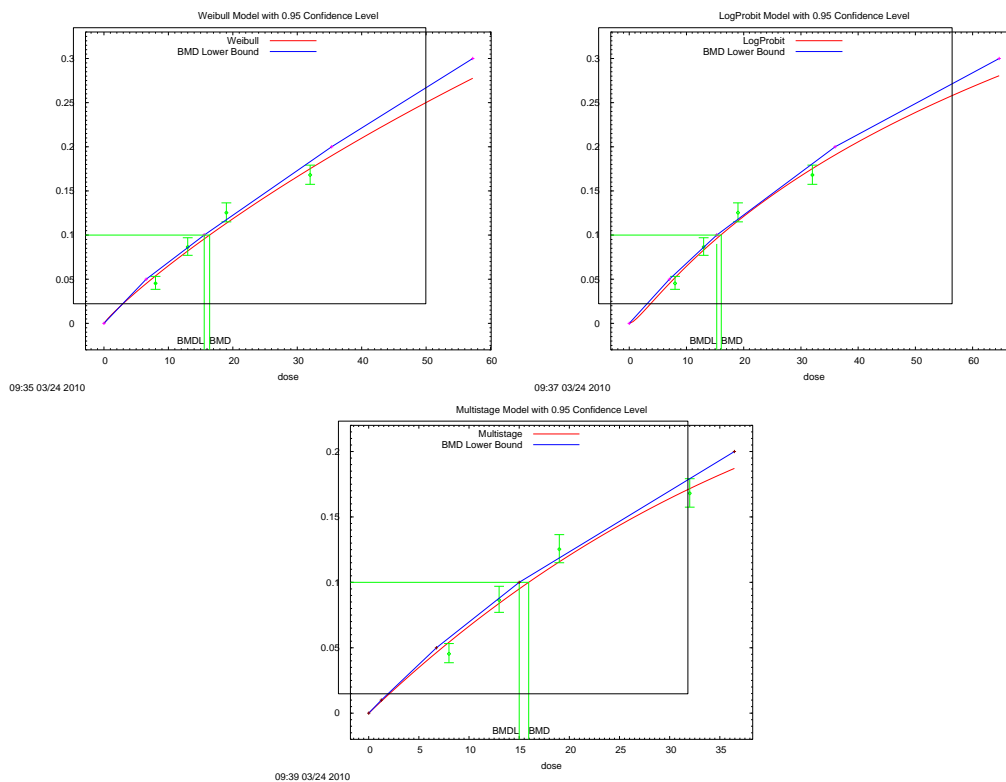 Weibull Model with 0.95 Confidence Level
Weibull
BMD Lower Bound
0.3
0.25
0.2
0.15
0.1
0.05
0
BMDL BMD
0 10 20 30 40 50 60
dose
09:35 03/24 2010
LogProbit Model with 0.95 Confidence Level
LogProbit
BMD Lower Bound
0.3
0.25
0.2
0.15
0.1
0.05
0
BMDL BMD
0 10 20 30 40 50 60
dose
09:37 03/24 2010
Multistage Model with 0.95 Confidence Level
Multistage
BMD Lower Bound
0.2
0.15
0.1
0.05
0
BMDL BMD
0 5 10 15 20 25 30 35
dose
09:39 03/24 2010